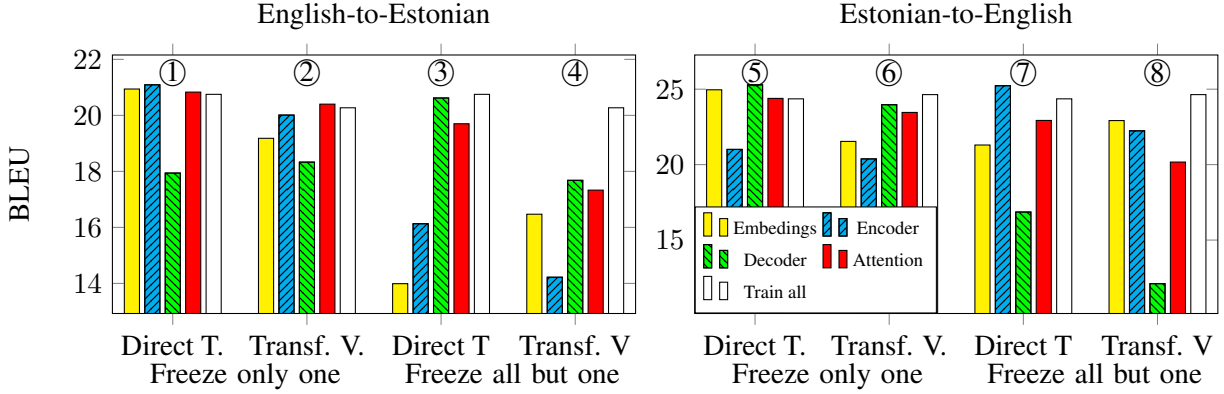 English-to-Estonian
Estonian-to-English
BLEU
22
20
18
16
14
① ② ③ ④
Direct T. Transf. V. Direct T Transf. V
Freeze only one Freeze all but one
25
20
15
⑤ ⑥ ⑦ ⑧
Embedings Encoder
Decoder Attention
Train all
Direct T. Transf. V. Direct T Transf. V
Freeze only one Freeze all but one